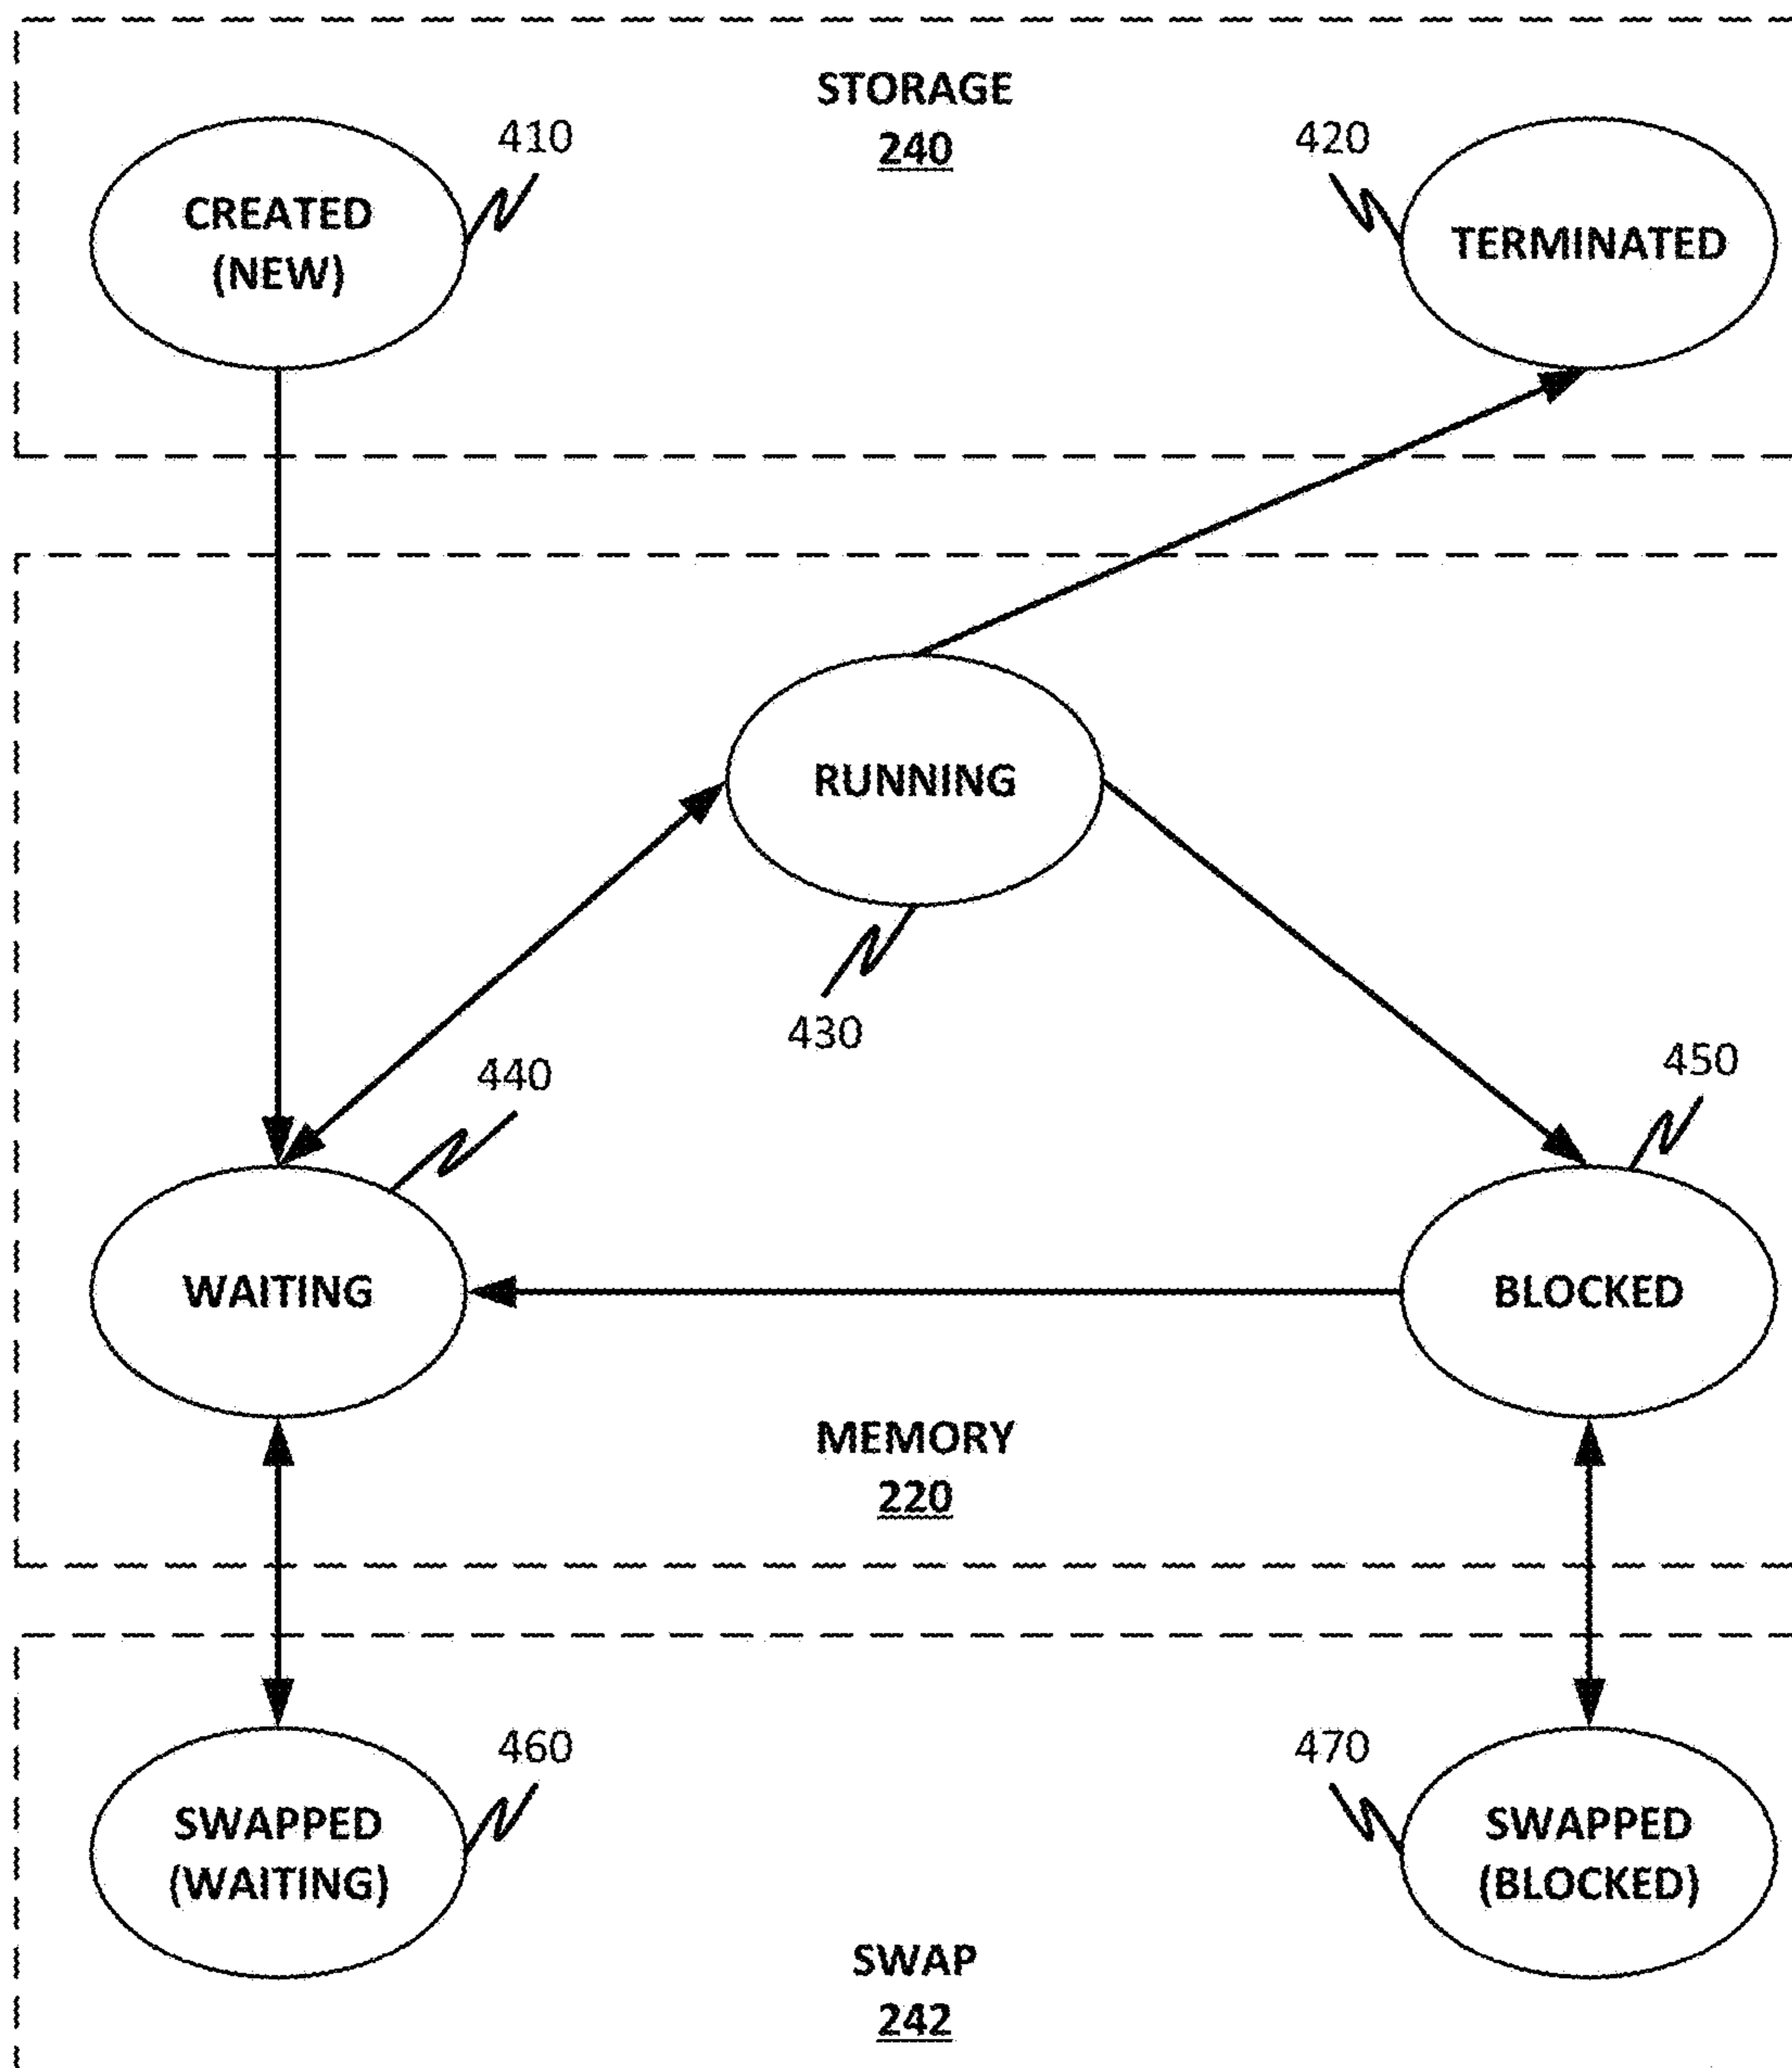 STORAGE
240
410
420
CREATED
(NEW)
TERMINATED
RUNNING
430
440
450
WAITING
BLOCKED
MEMORY
220
460
470
SWAPPED
(WAITING)
SWAPPED
(BLOCKED)
SWAP
242